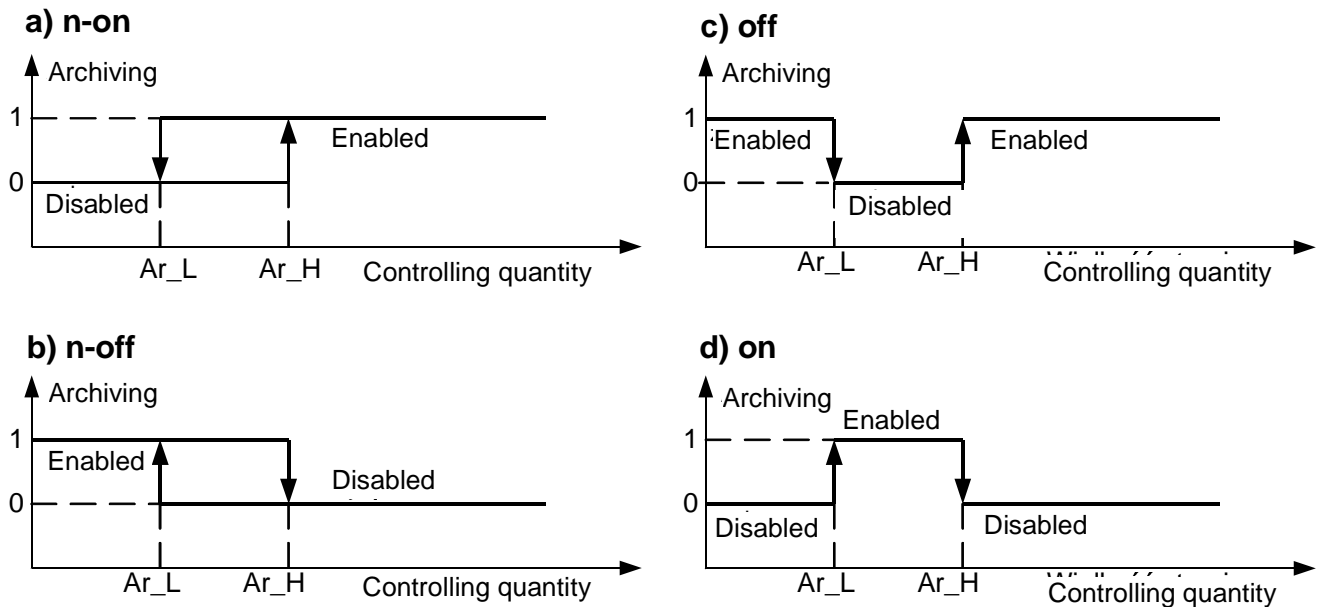 a) n-on
Archiving
1
Enabled
0
Disabled
Ar_L
Ar_H
Controlling quantity
c) off
Archiving
1
Enabled
Enabled
0
Disabled
Ar_L
Ar_H
Controlling quantity
b) n-off
Archiving
1
Enabled
Disabled
0
Ar_L
Ar_H
Controlling quantity
d) on
Archiving
Enabled
1
0
Disabled
Disabled
Ar_L
Ar_H
Controlling quantity